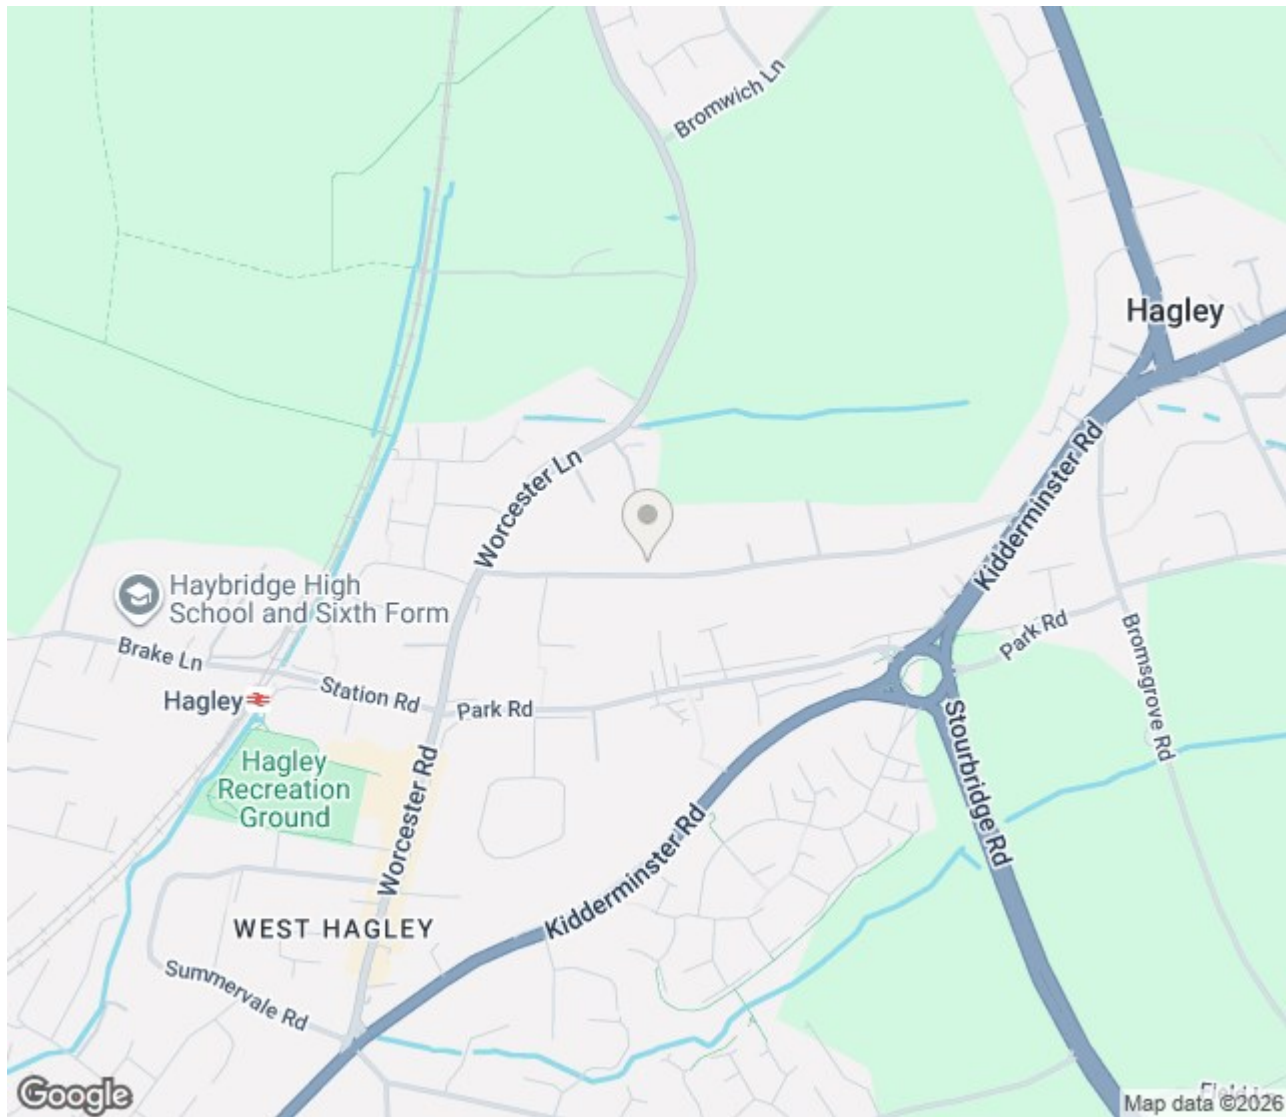 Bromwich Ln
Hagley
Worcester Ln
Kidderminster Rd
Haybridge High
School and Sixth Form
Brake Ln
Park Rd
Bromsgrove Rd
Station Rd
Hagley
Park Rd
Stourbridge Rd
Hagley
Recreation
Ground
Worcester Rd
Kidderminster Rd
WEST HAGLEY
Summervale Rd
Google
Map data ©2026